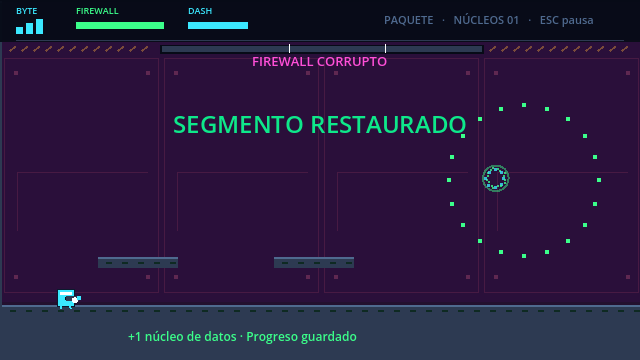 BYTE
FIREWALL
DASH
PAQUETE · NÚCLEOS 01 · ESC pausa
FIREWALL CORRUPTO
SEGMENTO RESTAURADO
+1 núcleo de datos · Progreso guardado